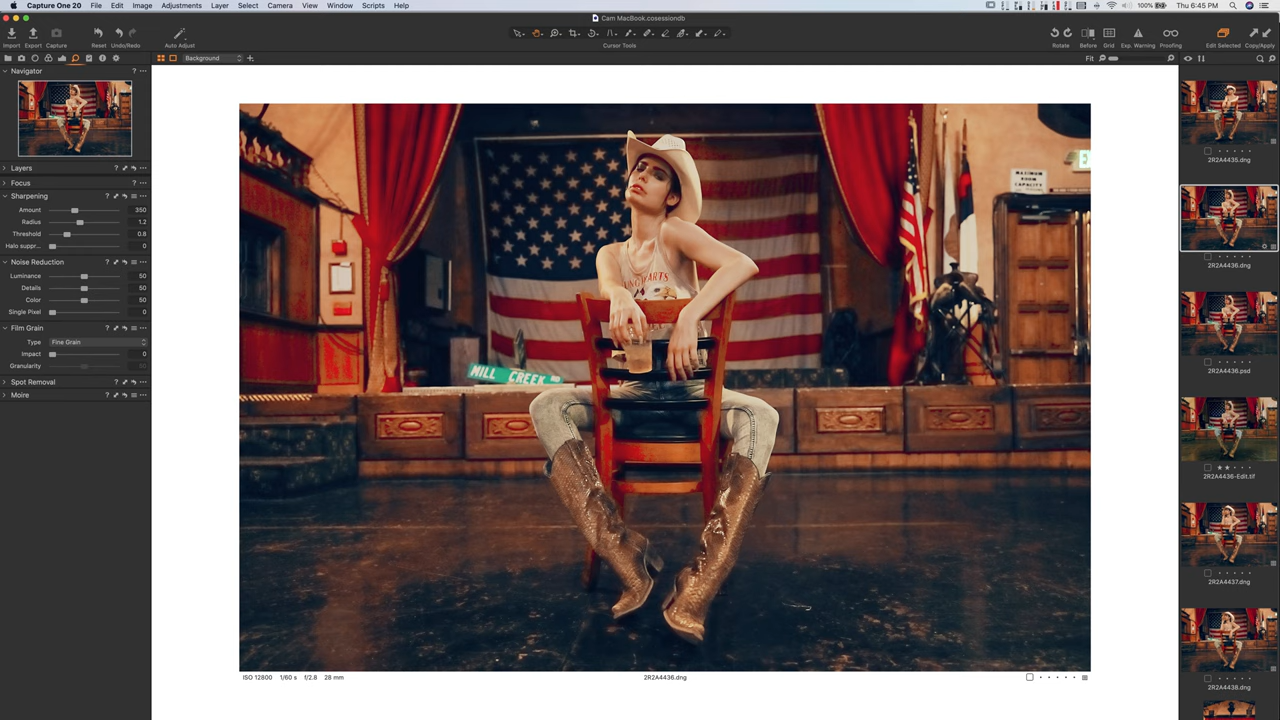 Capture One 20 File Edit Image Adjustments Layer Select Camera View Window Scripts Help 100% Thu 6:45 PM
Cam MacBook.cosessiondb
Import Export Capture Reset Undo/Redo Auto Adjust Cursor Tools Rotate Before Grid Exp. Warning Proofing Edit Selected Copy/Apply
Background Fit
Navigator ?
Layers ?
Focus ?
Sharpening ?
Amount 350
Radius 1.2
Threshold 0.8
Halo suppr... 0
Noise Reduction ?
Luminance 50
Details 50
Color 50
Single Pixel 0
Film Grain ?
Type Fine Grain
Impact 0
Granularity
Spot Removal ?
Moire ?
MAXIMUM
ROOM
CAPACITY
MILL CREEK RD
ISO 12800 1/60 s f/2.8 28 mm 2R2A4436.dng
2R2A4435.dng
2R2A4436.dng
2R2A4436.psd
2R2A4436-Edit.tif
2R2A4437.dng
2R2A4438.dng